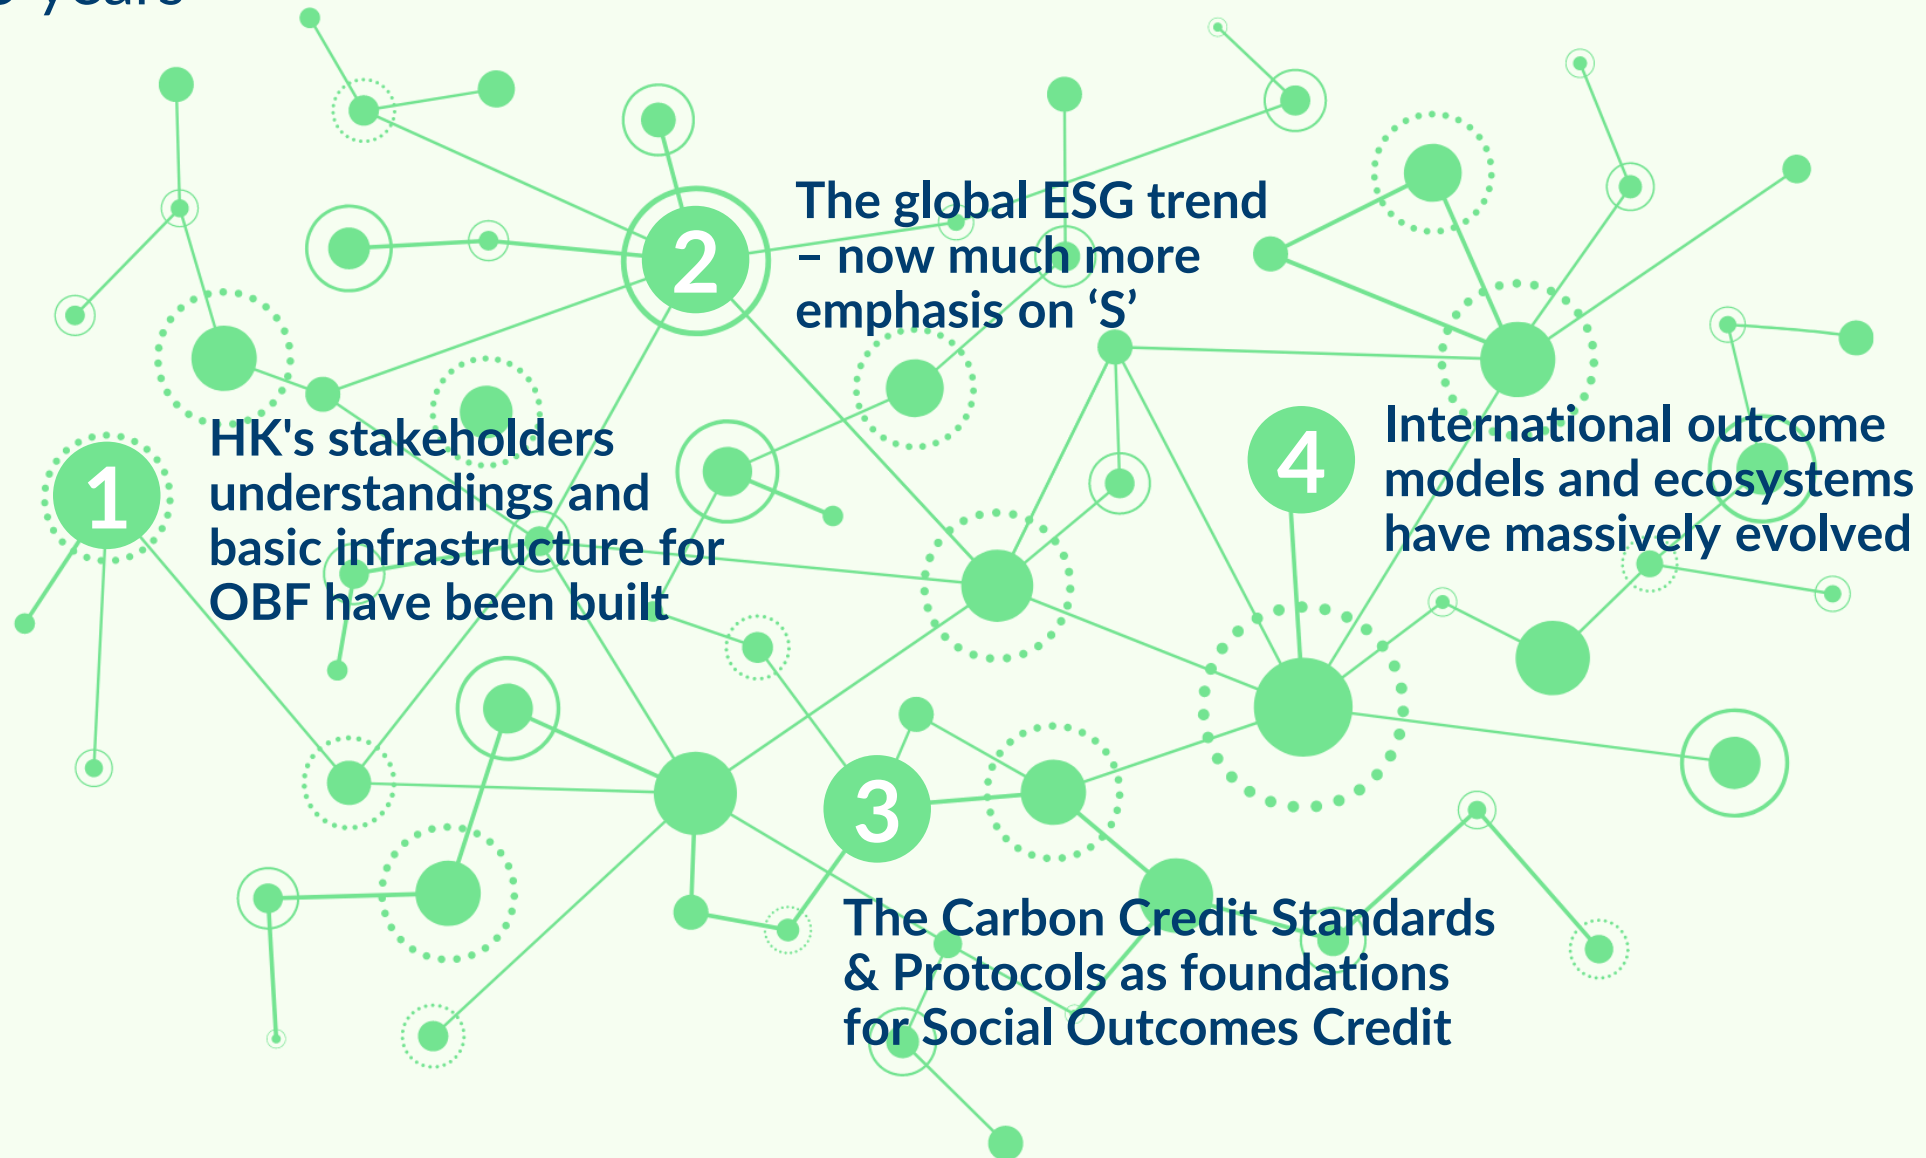 years
1
HK's stakeholders
understandings and
basic infrastructure for
OBF have been built
2
The global ESG trend
– now much more
emphasis on ‘S’
3
The Carbon Credit Standards
& Protocols as foundations
for Social Outcomes Credit
4
International outcome
models and ecosystems
have massively evolved